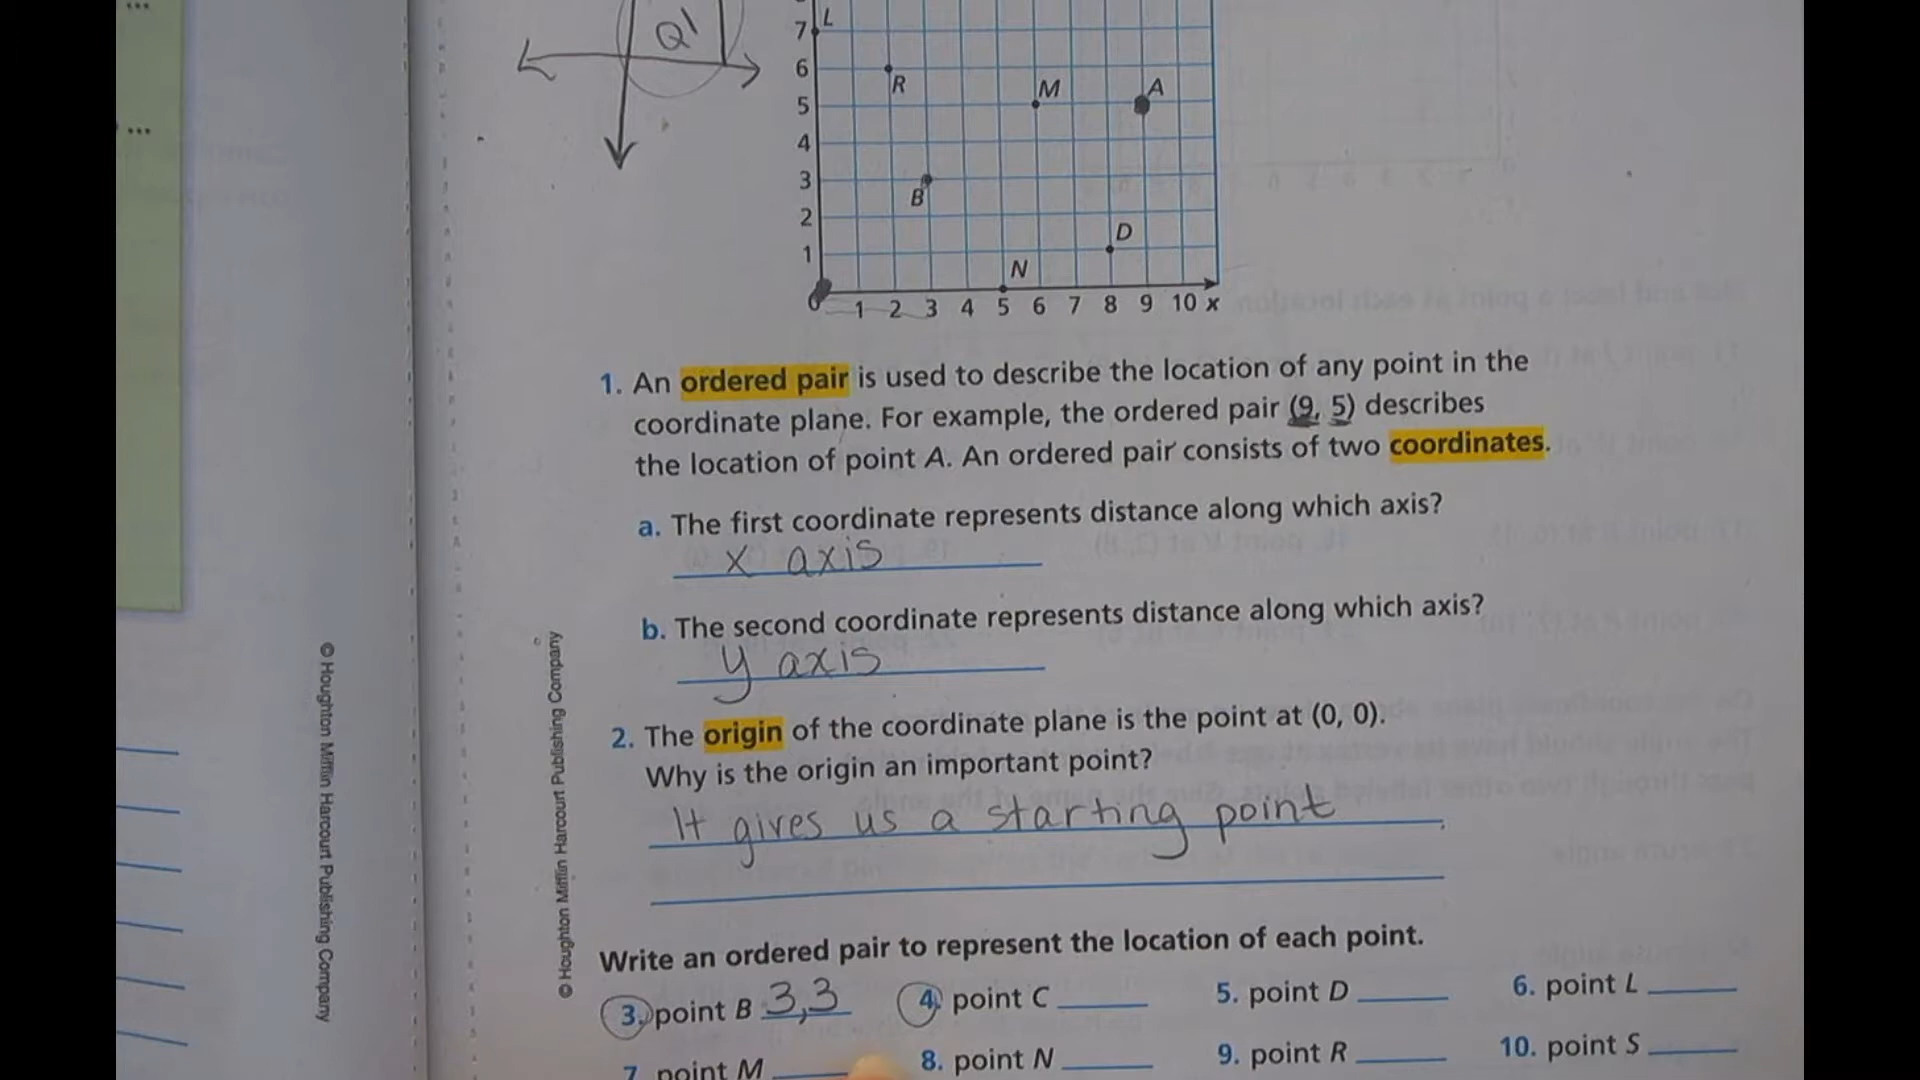 Q1
7 L
6 R
5 M A
4
3 B
2
1 D
N
0 1 2 3 4 5 6 7 8 9 10 x
1. An ordered pair is used to describe the location of any point in the
coordinate plane. For example, the ordered pair (9, 5) describes
the location of point A. An ordered pair consists of two coordinates.
a. The first coordinate represents distance along which axis?
x axis
b. The second coordinate represents distance along which axis?
y axis
2. The origin of the coordinate plane is the point at (0, 0).
Why is the origin an important point?
It gives us a starting point
Write an ordered pair to represent the location of each point.
3. point B 3,3 4. point C 5. point D 6. point L
7. point M 8. point N 9. point R 10. point S
© Houghton Mifflin Harcourt Publishing Company
© Houghton Mifflin Harcourt Publishing Company